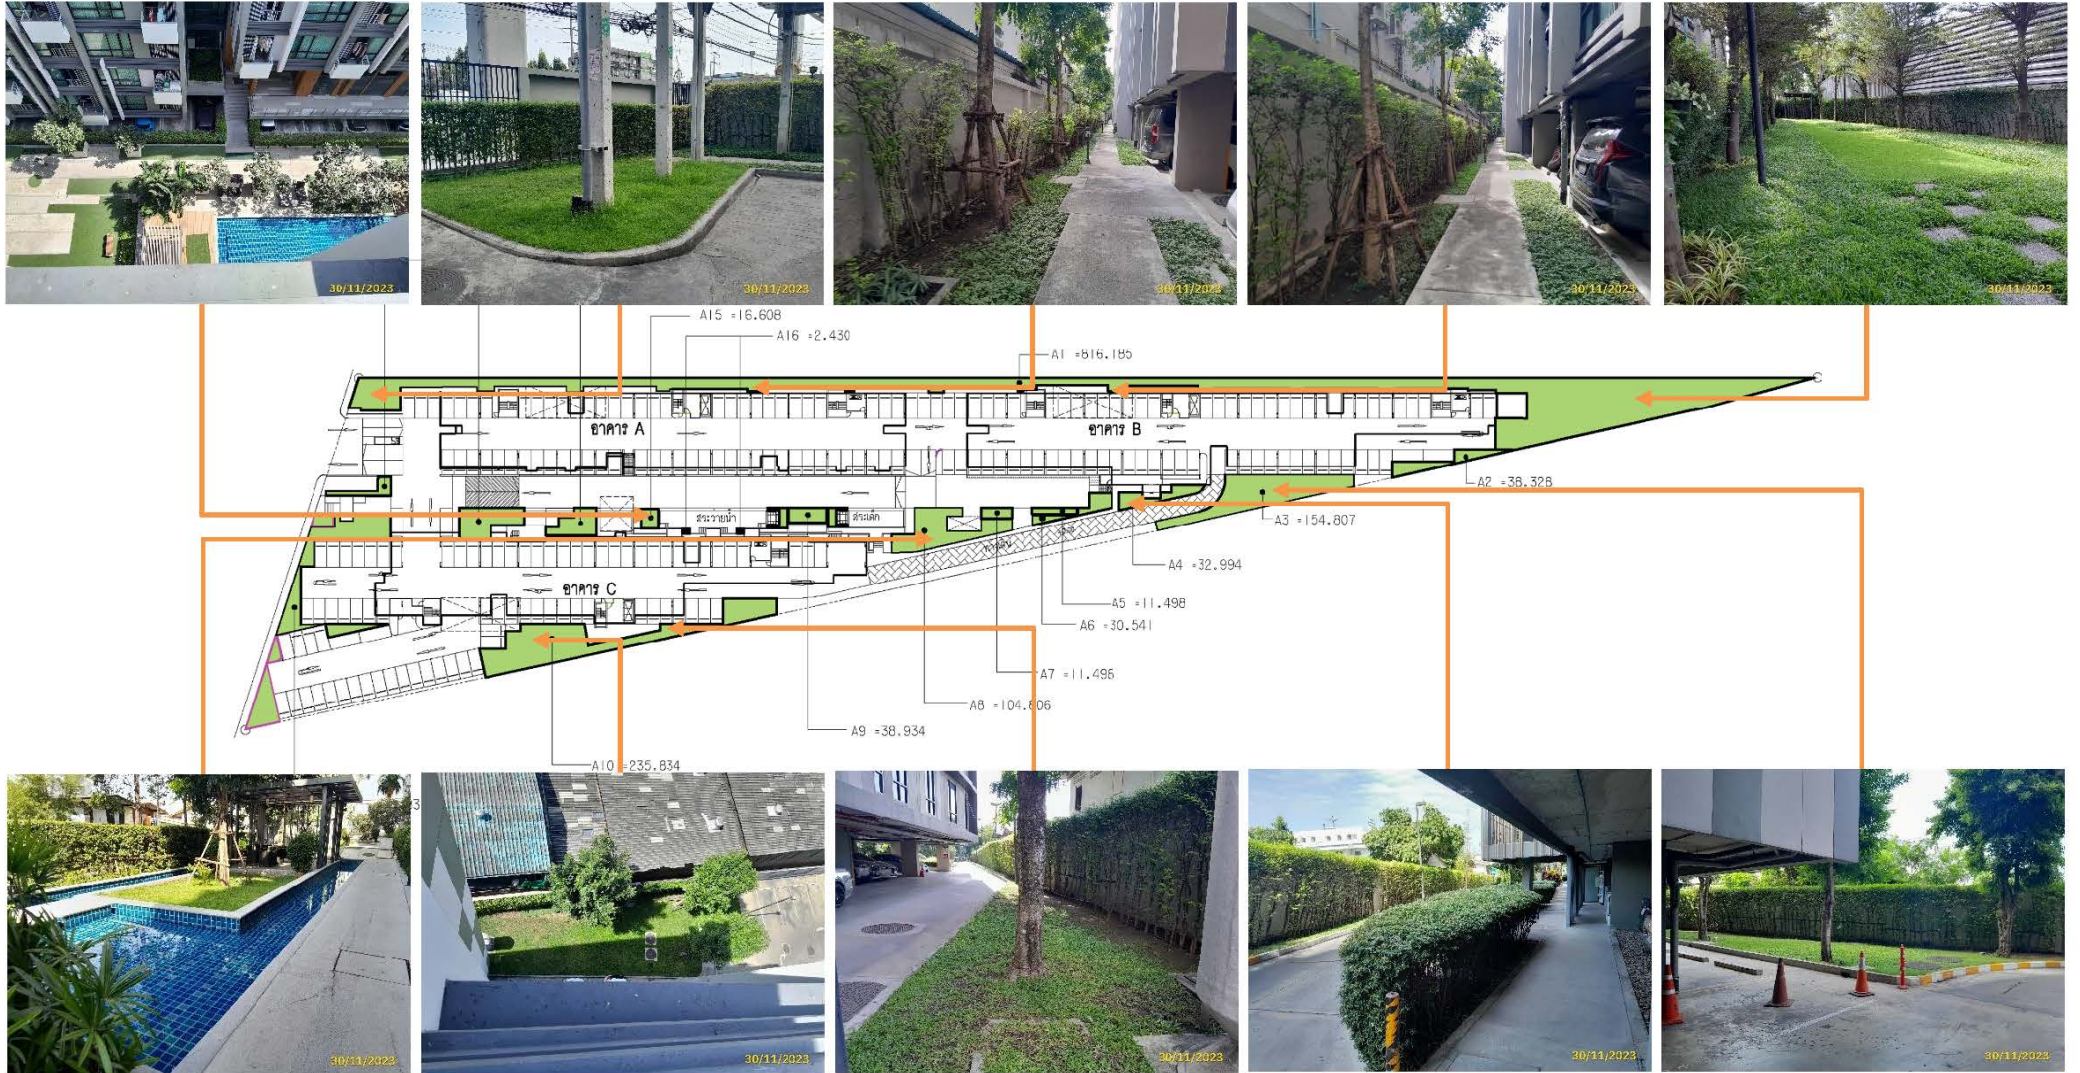 30/11/2023
30/11/2023
30/11/2023
30/11/2023
30/11/2023
A15 =16.608
A16 =2.430
A1 =816.185
อาคาร A
อาคาร B
A2 =38.328
สระว่ายน้ำ
สระเด็ก
A3 =154.807
A4 =32.994
อาคาร C
A5 =11.498
A6 =30.541
A7 =11.498
A8 =104.606
A9 =38.934
A10 =235.834
3
30/11/2023
30/11/2023
30/11/2023
30/11/2023
30/11/2023